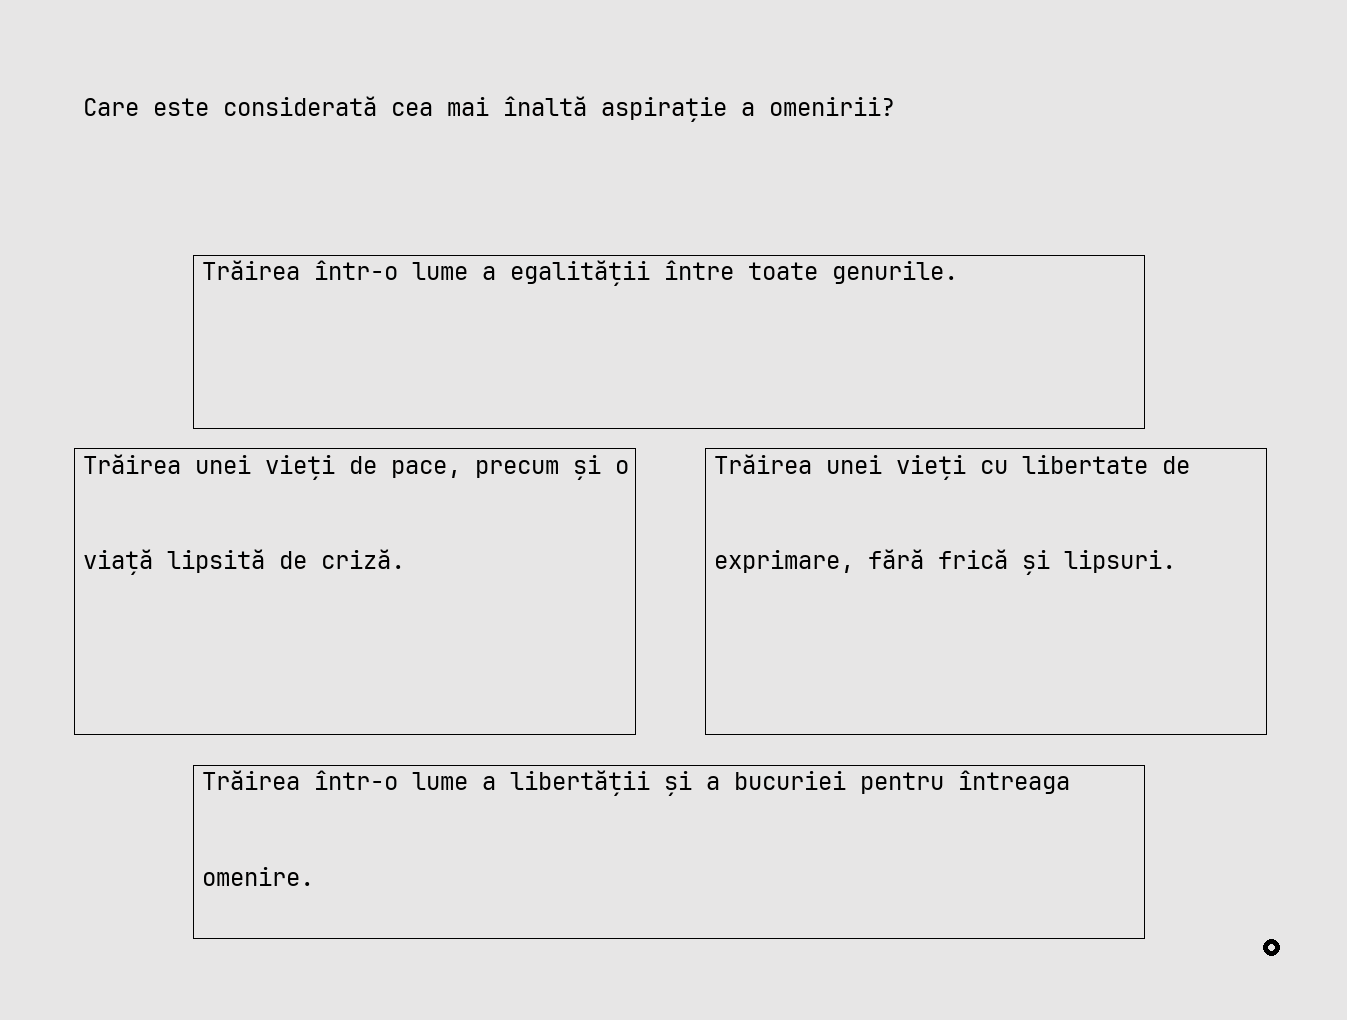 Care este considerată cea mai înaltă aspirație a omenirii?
Trăirea într-o lume a egalității între toate genurile.
Trăirea unei vieți de pace, precum și o
viață lipsită de criză.
Trăirea unei vieți cu libertate de
exprimare, fără frică și lipsuri.
Trăirea într-o lume a libertății și a bucuriei pentru întreaga
omenire.